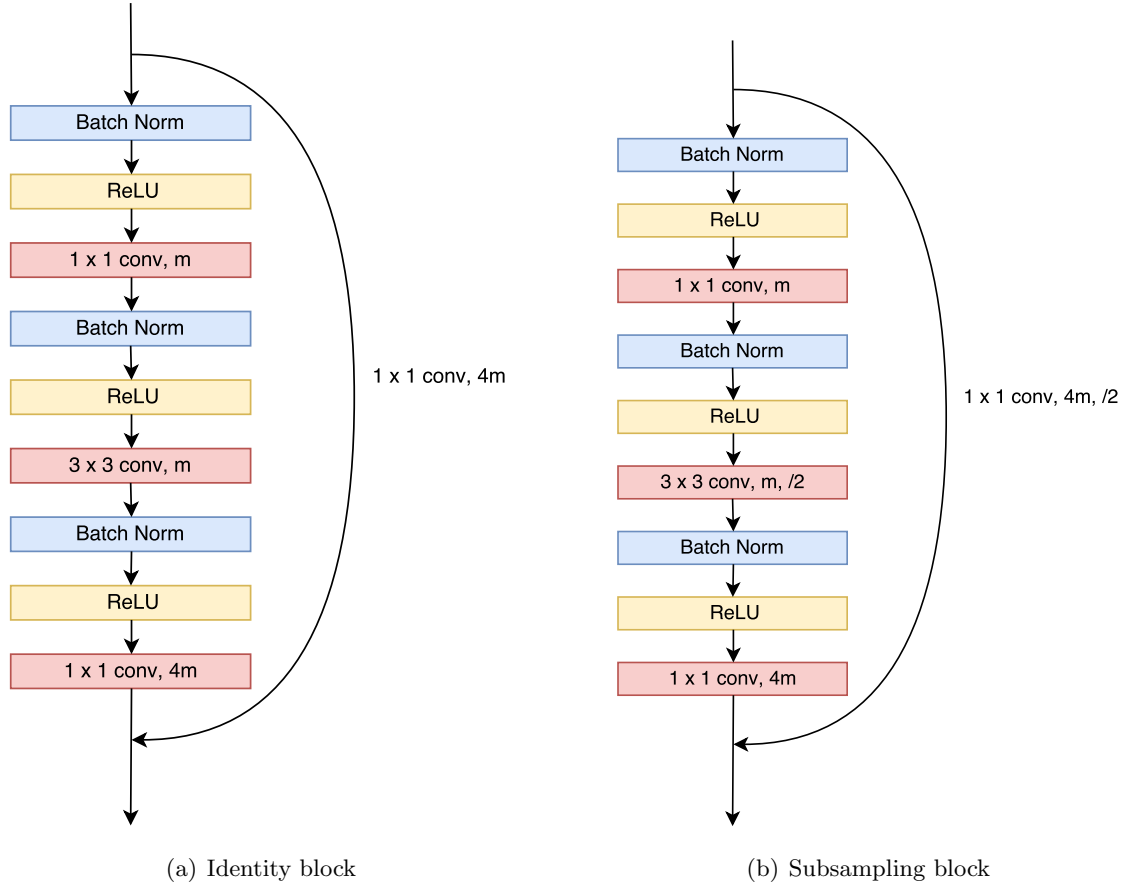 Batch Norm
ReLU
1 x 1 conv, m
Batch Norm
ReLU
3 x 3 conv, m
Batch Norm
ReLU
1 x 1 conv, 4m
1 x 1 conv, 4m
(a) Identity block
Batch Norm
ReLU
1 x 1 conv, m
Batch Norm
ReLU
3 x 3 conv, m, /2
Batch Norm
ReLU
1 x 1 conv, 4m
1 x 1 conv, 4m, /2
(b) Subsampling block